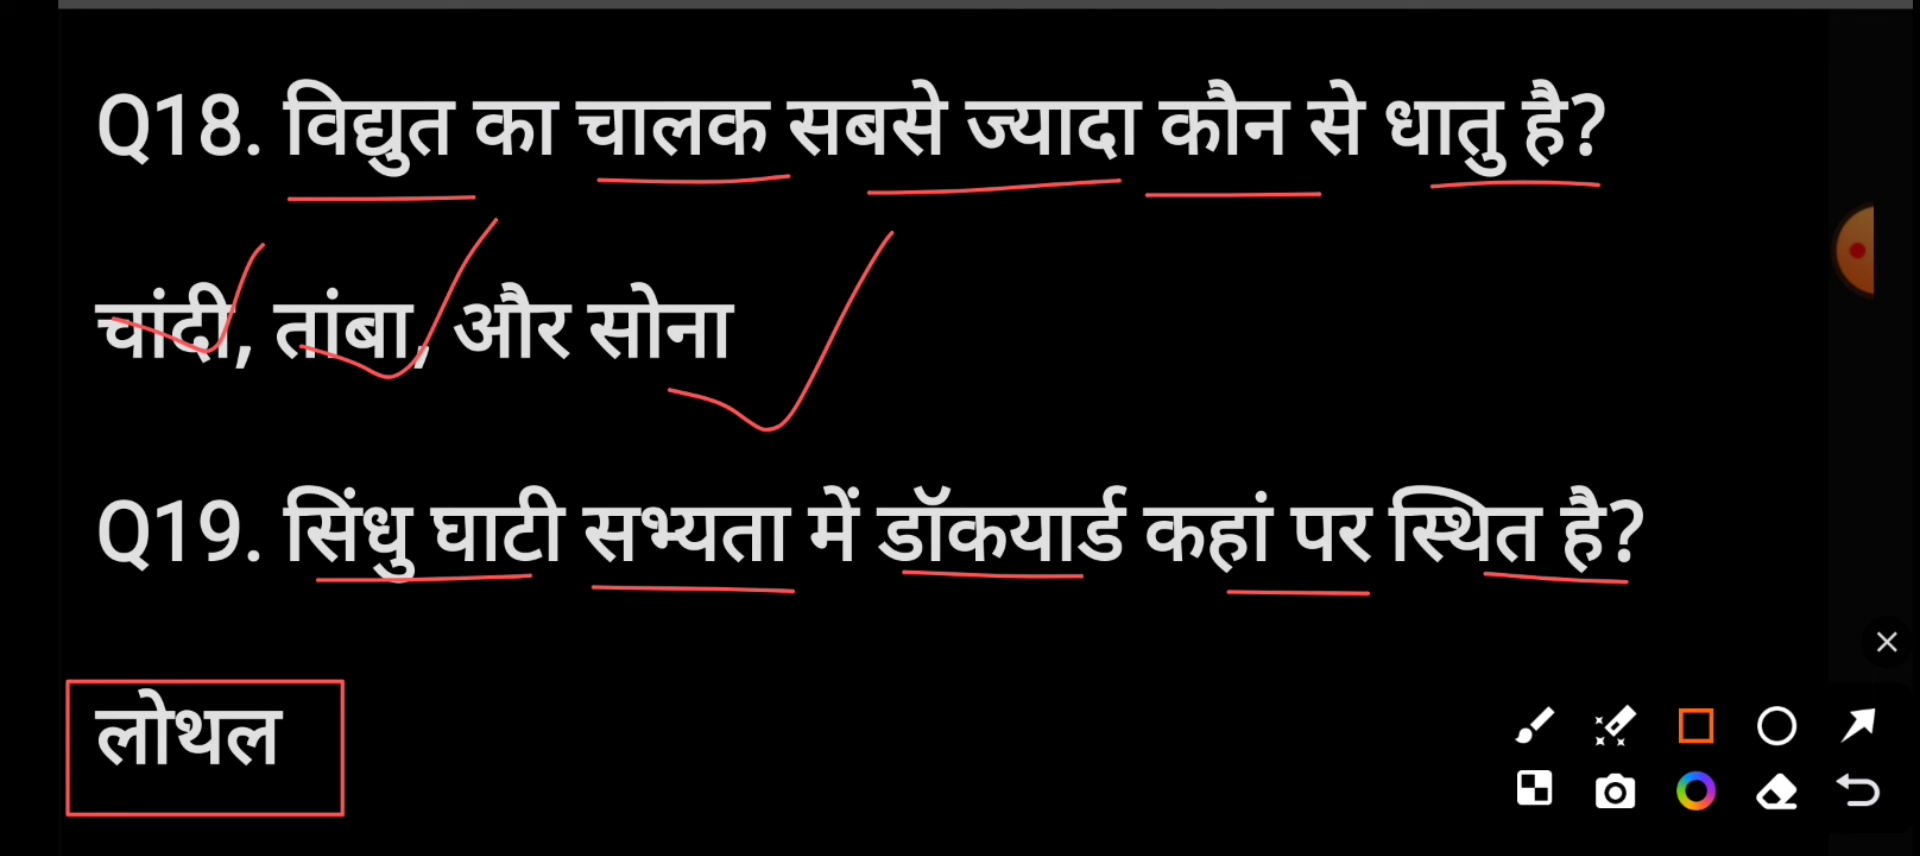 Q18. विद्युत का चालक सबसे ज्यादा कौन से धातु है?
चांदी, तांबा, और सोना
Q19. सिंधु घाटी सभ्यता में डॉकयार्ड कहां पर स्थित है?
लोथल